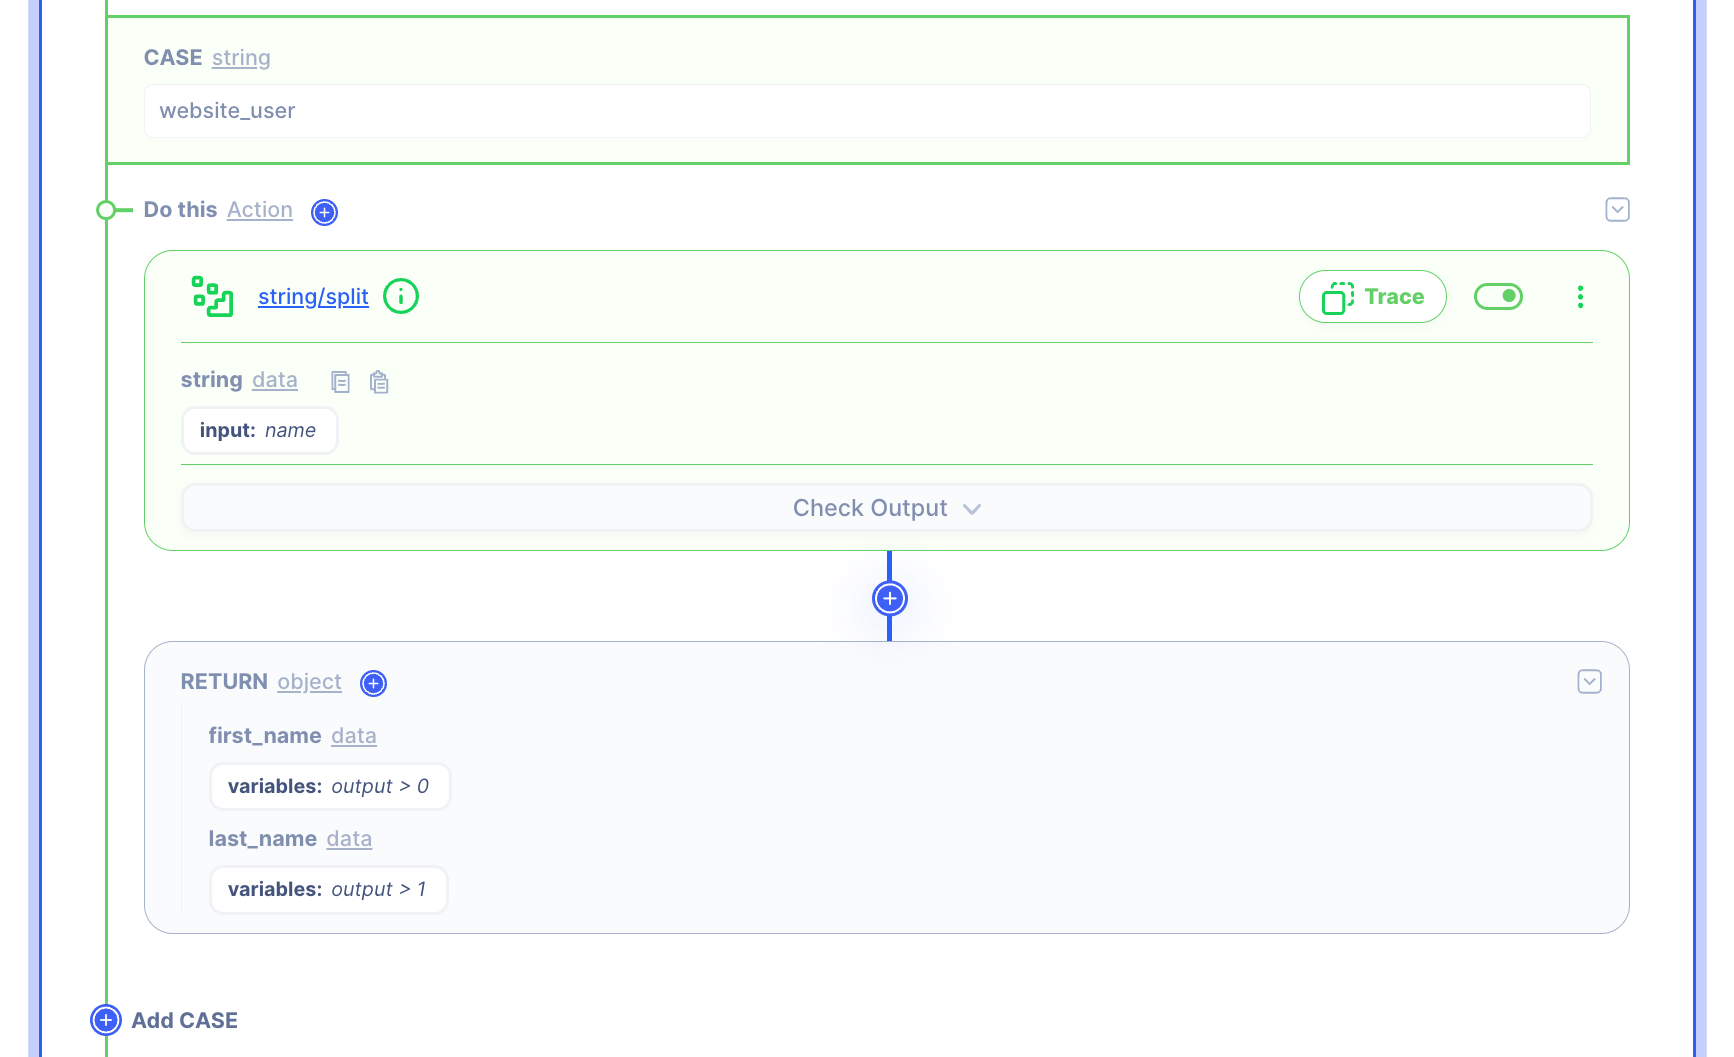 CASE string
website_user
Do this Action
string/split
Trace
string data
input: name
Check Output
RETURN object
first_name data
variables: output > 0
last_name data
variables: output > 1
Add CASE